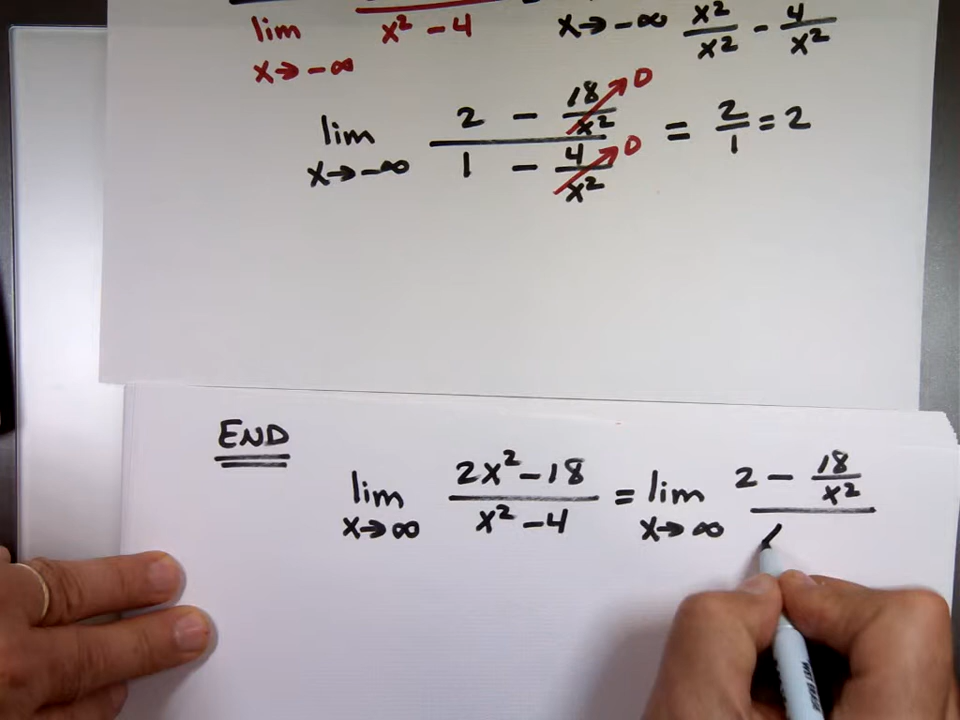 lim x→-∞ x² - 4
x→-∞ x²/x² - 4/x²
lim x→-∞ (2 - 18/x² → 0)/(1 - 4/x² → 0) = 2/1 = 2
END
lim x→∞ (2x² - 18)/(x² - 4) = lim x→∞ (2 - 18/x²)/